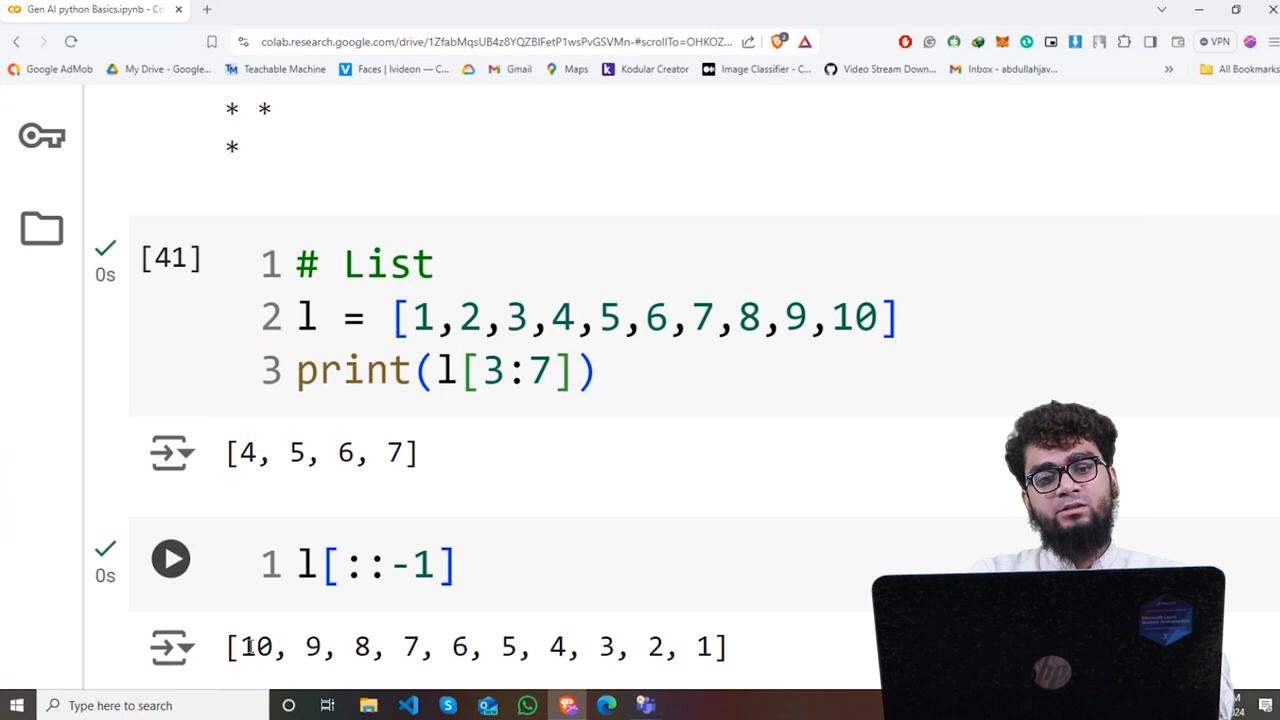 Gen AI python Basics.ipynb - Co
colab.research.google.com/drive/1ZfabMqsUB4z8YQZBlFetP1wsPvGSVMn-#scrollTo=OHKOZ...
VPN
Google AdMob
My Drive - Google...
Teachable Machine
Faces | Ivideon — C...
Gmail
Maps
Kodular Creator
Image Classifier - C...
Video Stream Down...
Inbox - abdullahjav...
» All Bookmarks
* *
*
[41]
0s
1 # List
2 l = [1,2,3,4,5,6,7,8,9,10]
3 print(l[3:7])
[4, 5, 6, 7]
0s
1 l[::-1]
[10, 9, 8, 7, 6, 5, 4, 3, 2, 1]
hp
Type here to search